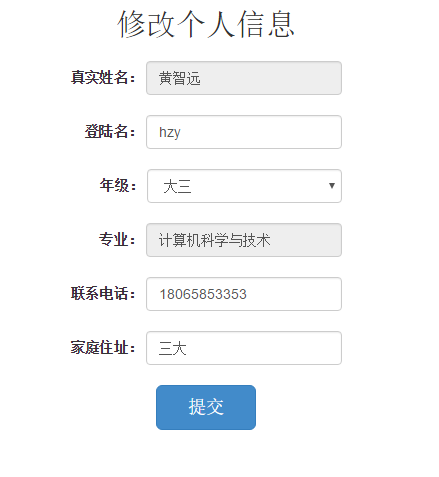 修改个人信息
真实姓名： 黄智远
登陆名： hzy
年级： 大三
专业： 计算机科学与技术
联系电话： 18065853353
家庭住址： 三大
提交